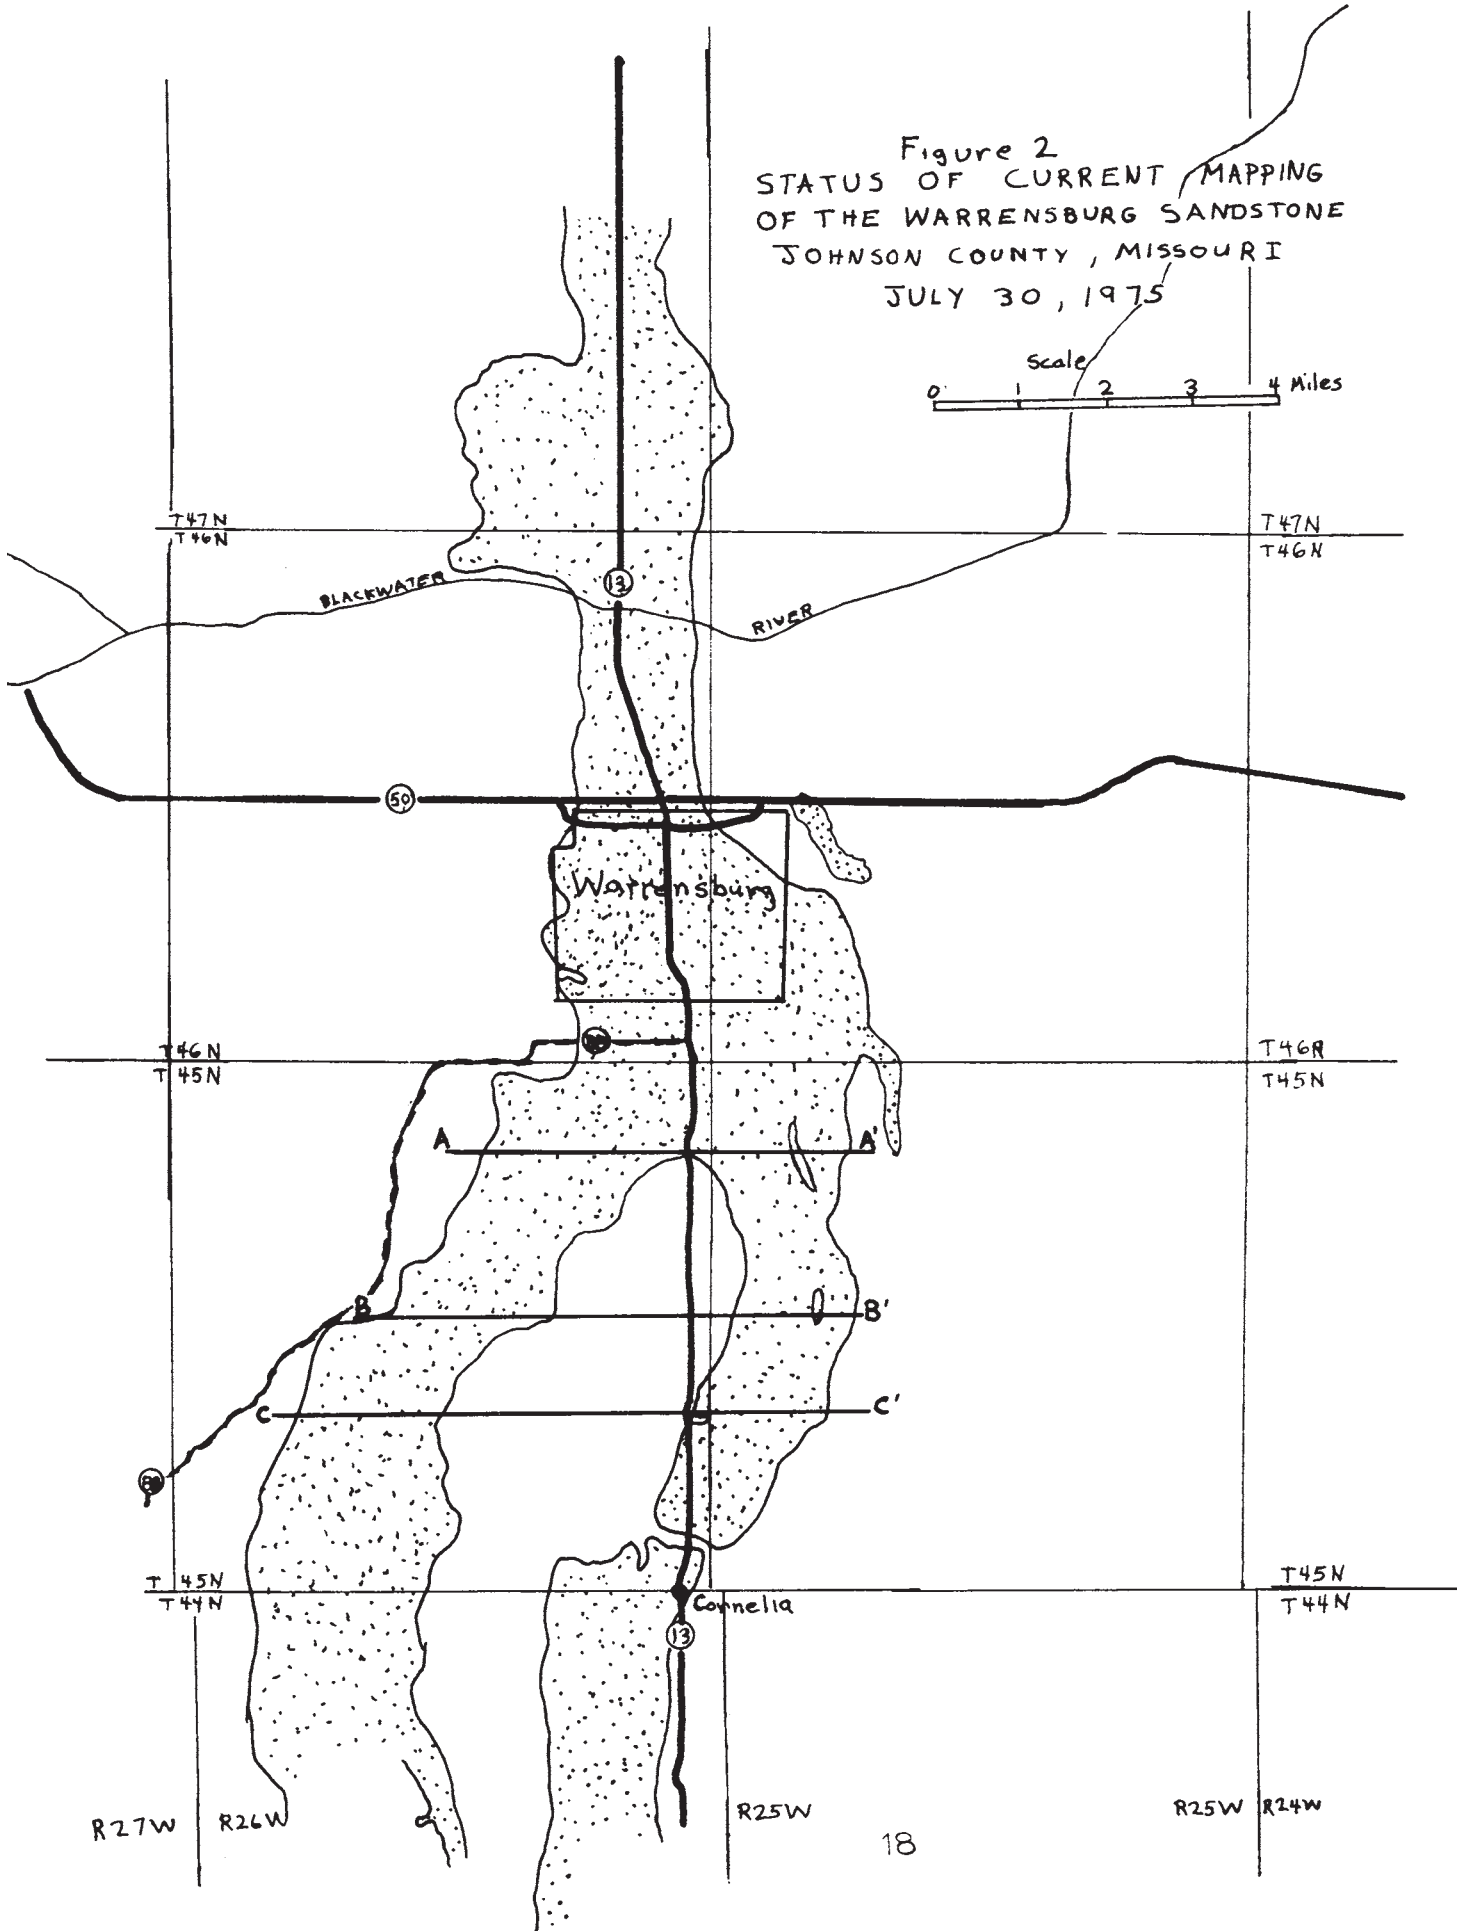 Figure 2
STATUS OF CURRENT MAPPING
OF THE WARRENSBURG SANDSTONE
JOHNSON COUNTY, MISSOURI
JULY 30, 1975
Scale
0 1 2 3 4 Miles
T47N
T46N
T47N
T46N
13
BLACKWATER
RIVER
50
Warrensburg
T46N
T45N
T46R
T45N
A
A'
B
B'
C
C'
T45N
T44N
T45N
T44N
Cornelia
13
R27W
R26W
R25W
R25W
R24W
18